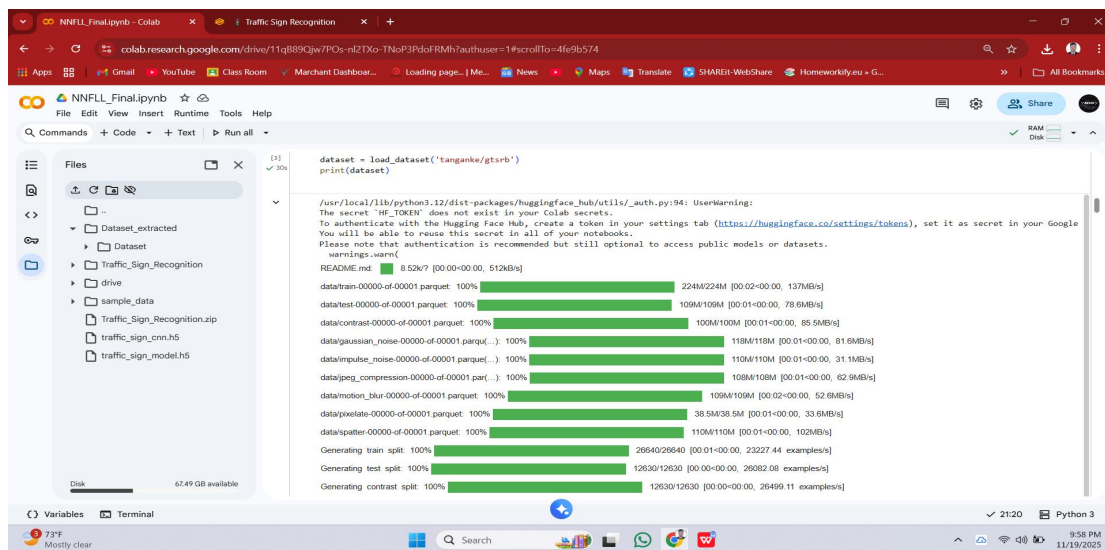 NNFLL_Final.ipynb - Colab
Traffic Sign Recognition
colab.research.google.com/drive/11qB89Qjw7POs-nl2TXo-TNoP3PdoFRMh?authuser=1#scrollTo=4fe9b574
Apps Gmail YouTube Class Room Marchant Dashboar... Loading page.. | Me... News Maps Translate SHAREit-WebShare Homeworkify.eu » G... » All Bookmarks
NNFLL_Final.ipynb
File Edit View Insert Runtime Tools Help
Share
Commands + Code + Text Run all
RAM
Disk
Files
..
Dataset_extracted
Dataset
Traffic_Sign_Recognition
drive
sample_data
Traffic_Sign_Recognition.zip
traffic_sign_cnn.h5
traffic_sign_model.h5
Disk 67.49 GB available
[3]
30s
dataset = load_dataset('tanganke/gtsrb')
print(dataset)
/usr/local/lib/python3.12/dist-packages/huggingface_hub/utils/_auth.py:94: UserWarning:
The secret `HF_TOKEN` does not exist in your Colab secrets.
To authenticate with the Hugging Face Hub, create a token in your settings tab (https://huggingface.co/settings/tokens), set it as secret in your Google
You will be able to reuse this secret in all of your notebooks.
Please note that authentication is recommended but still optional to access public models or datasets.
warnings.warn(
README.md: 8.52k/? [00:00<00:00, 512kB/s]
data/train-00000-of-00001.parquet: 100% 224M/224M [00:02<00:00, 137MB/s]
data/test-00000-of-00001.parquet: 100% 109M/109M [00:01<00:00, 78.6MB/s]
data/contrast-00000-of-00001.parquet: 100% 100M/100M [00:01<00:00, 85.5MB/s]
data/gaussian_noise-00000-of-00001.parqu(...): 100% 118M/118M [00:01<00:00, 81.6MB/s]
data/impulse_noise-00000-of-00001.parque(...): 100% 110M/110M [00:01<00:00, 31.1MB/s]
data/jpeg_compression-00000-of-00001.par(...): 100% 108M/108M [00:01<00:00, 62.9MB/s]
data/motion_blur-00000-of-00001.parquet: 100% 109M/109M [00:02<00:00, 52.6MB/s]
data/pixelate-00000-of-00001.parquet: 100% 38.5M/38.5M [00:01<00:00, 33.6MB/s]
data/spatter-00000-of-00001.parquet: 100% 110M/110M [00:01<00:00, 102MB/s]
Generating train split: 100% 26640/26640 [00:01<00:00, 23227.44 examples/s]
Generating test split: 100% 12630/12630 [00:00<00:00, 26082.08 examples/s]
Generating contrast split: 100% 12630/12630 [00:00<00:00, 26499.11 examples/s]
{} Variables Terminal
21:20 Python 3
3
73°F
Mostly clear
Search
9:58 PM
11/19/2025